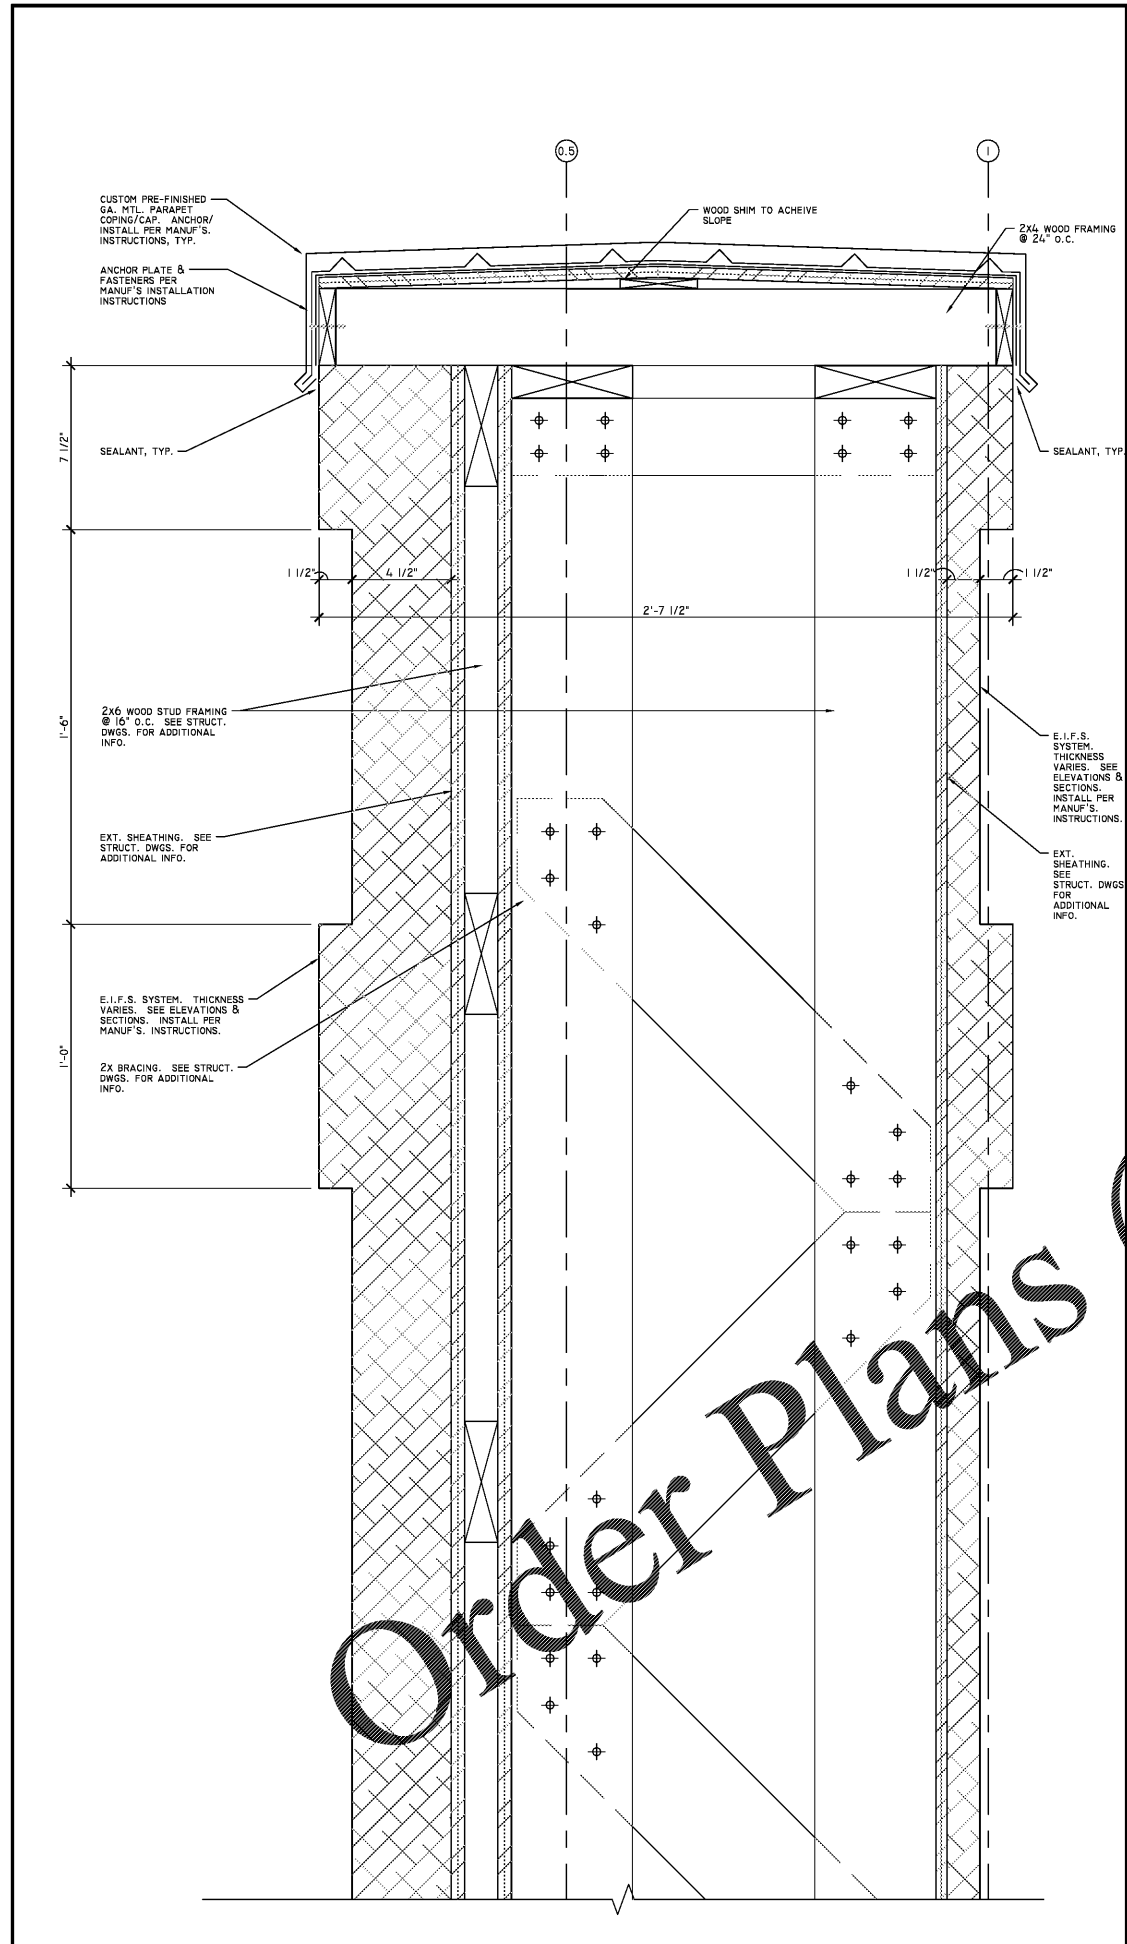 0.5
1
CUSTOM PRE-FINISHED
GA. MTL. PARAPET
COPING/CAP. ANCHOR/
INSTALL PER MANUF'S.
INSTRUCTIONS, TYP.
WOOD SHIM TO ACHEIVE
SLOPE
2X4 WOOD FRAMING
@ 24" O.C.
ANCHOR PLATE &
FASTENERS PER
MANUF'S INSTALLATION
INSTRUCTIONS
7 1/2"
SEALANT, TYP.
SEALANT, TYP.
1 1/2"
4 1/2"
1 1/2"
1 1/2"
2'-7 1/2"
1'-6"
2X6 WOOD STUD FRAMING
@ 16" O.C. SEE STRUCT.
DWGS. FOR ADDITIONAL
INFO.
E.I.F.S.
SYSTEM.
THICKNESS
VARIES. SEE
ELEVATIONS &
SECTIONS.
INSTALL PER
MANUF'S.
INSTRUCTIONS.
EXT. SHEATHING. SEE
STRUCT. DWGS. FOR
ADDITIONAL INFO.
EXT.
SHEATHING.
SEE
STRUCT. DWGS
FOR
ADDITIONAL
INFO.
E.I.F.S. SYSTEM. THICKNESS
VARIES. SEE ELEVATIONS &
SECTIONS. INSTALL PER
MANUF'S. INSTRUCTIONS.
1'-0"
2X BRACING. SEE STRUCT.
DWGS. FOR ADDITIONAL
INFO.
Order Plans